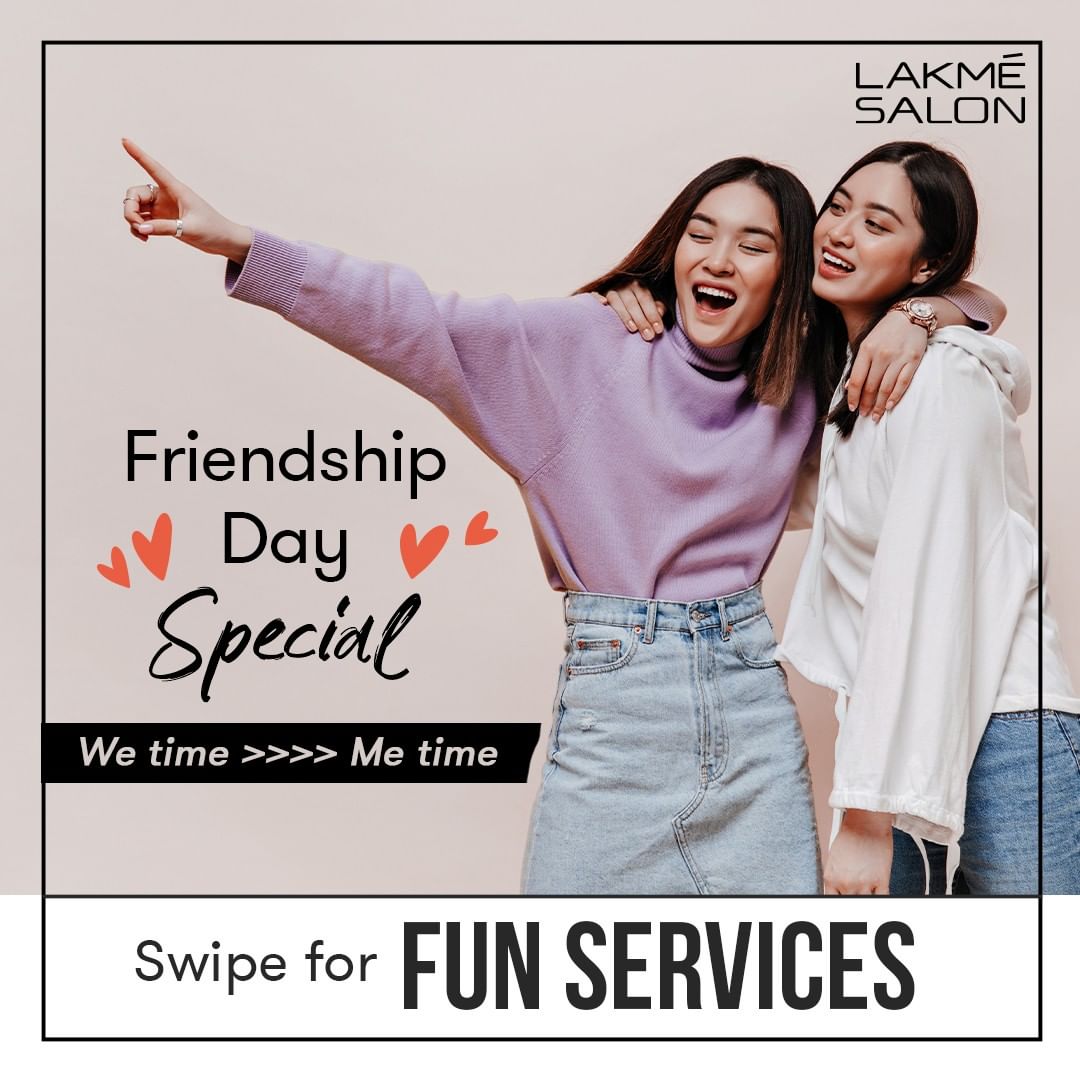 LAKMÉ
SALON
Friendship
Day
Special
We time >>>> Me time
Swipe for FUN SERVICES